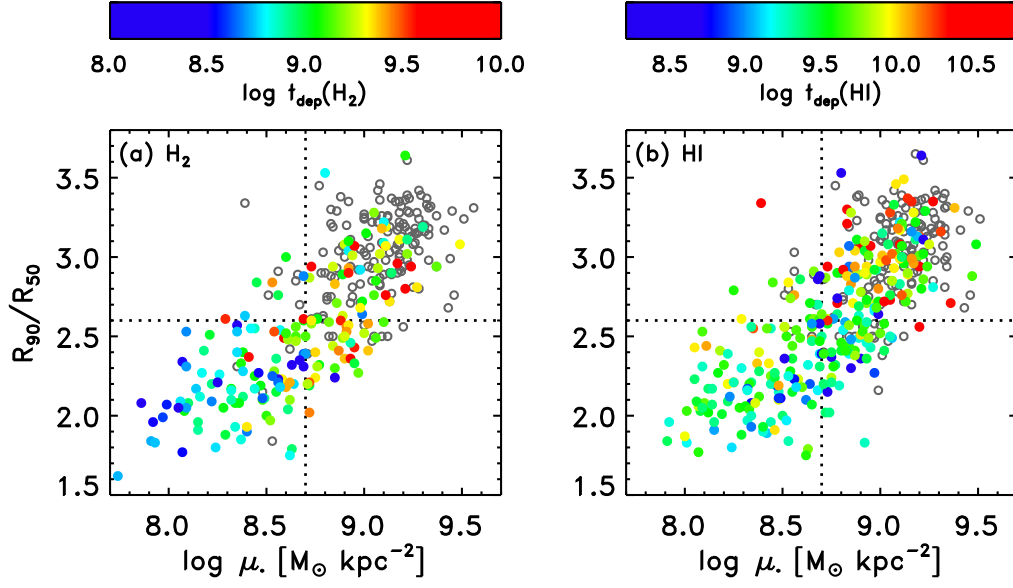 8.0 8.5 9.0 9.5 10.0
log t_dep(H₂)
8.5 9.0 9.5 10.0 10.5
log t_dep(HI)
(a) H₂
(b) HI
3.5
3.0
2.5
2.0
1.5
R₉₀/R₅₀
8.0 8.5 9.0 9.5
log μ* [M☉ kpc⁻²]
3.5
3.0
2.5
2.0
1.5
8.0 8.5 9.0 9.5
log μ* [M☉ kpc⁻²]